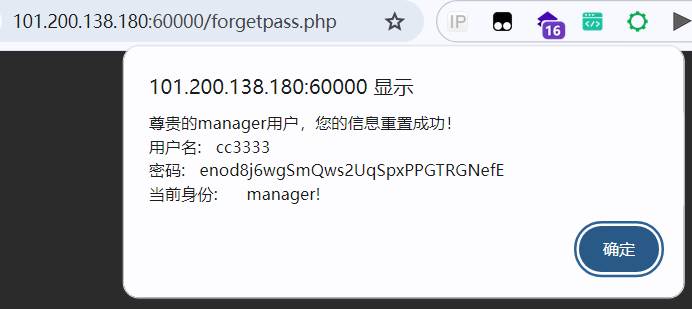 101.200.138.180:60000/forgetpass.php
IP
16
101.200.138.180:60000 显示
尊贵的manager用户，您的信息重置成功！
用户名： cc3333
密码： enod8j6wgSmQws2UqSpxPPGTRGNefE
当前身份： manager!
确定